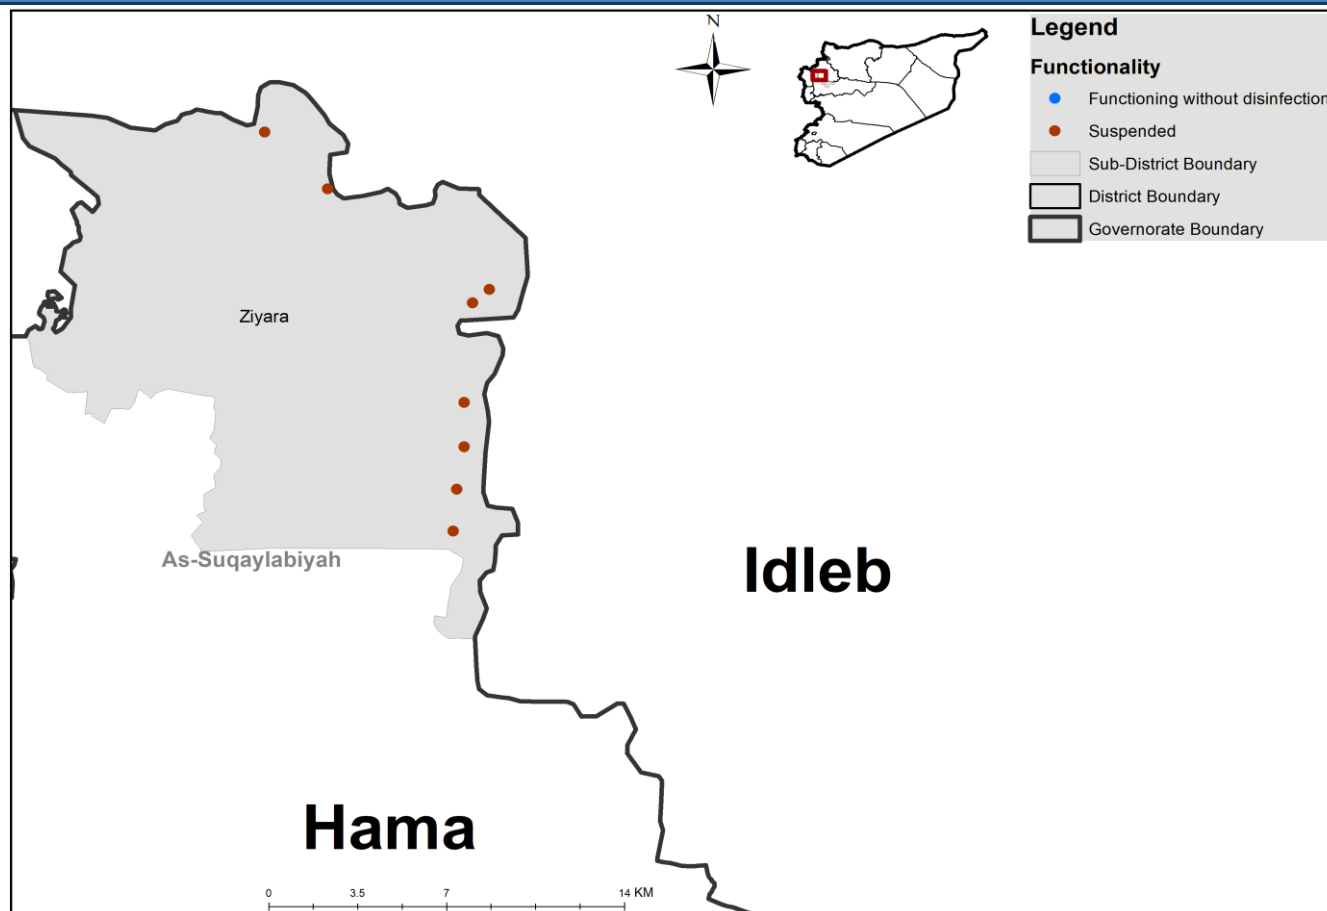 N
Legend
Functionality
Functioning without disinfection
Suspended
Sub-District Boundary
District Boundary
Governorate Boundary
Ziyara
As-Suqaylabiyah
Idleb
Hama
0 3.5 7 14 KM